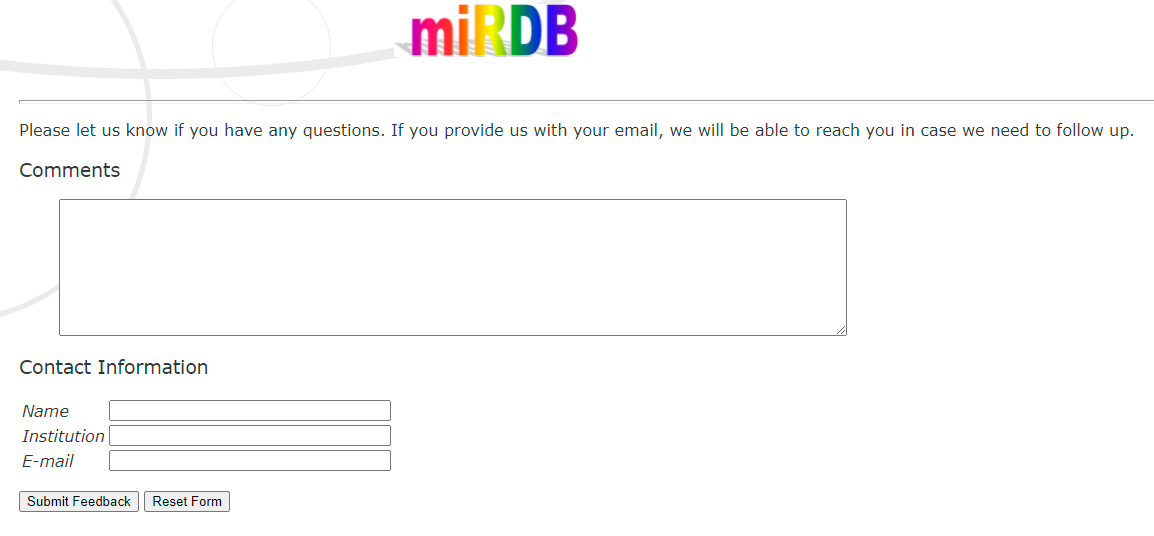 miRDB
Please let us know if you have any questions. If you provide us with your email, we will be able to reach you in case we need to follow up.
Comments
Contact Information
Name
Institution
E-mail
Submit Feedback Reset Form